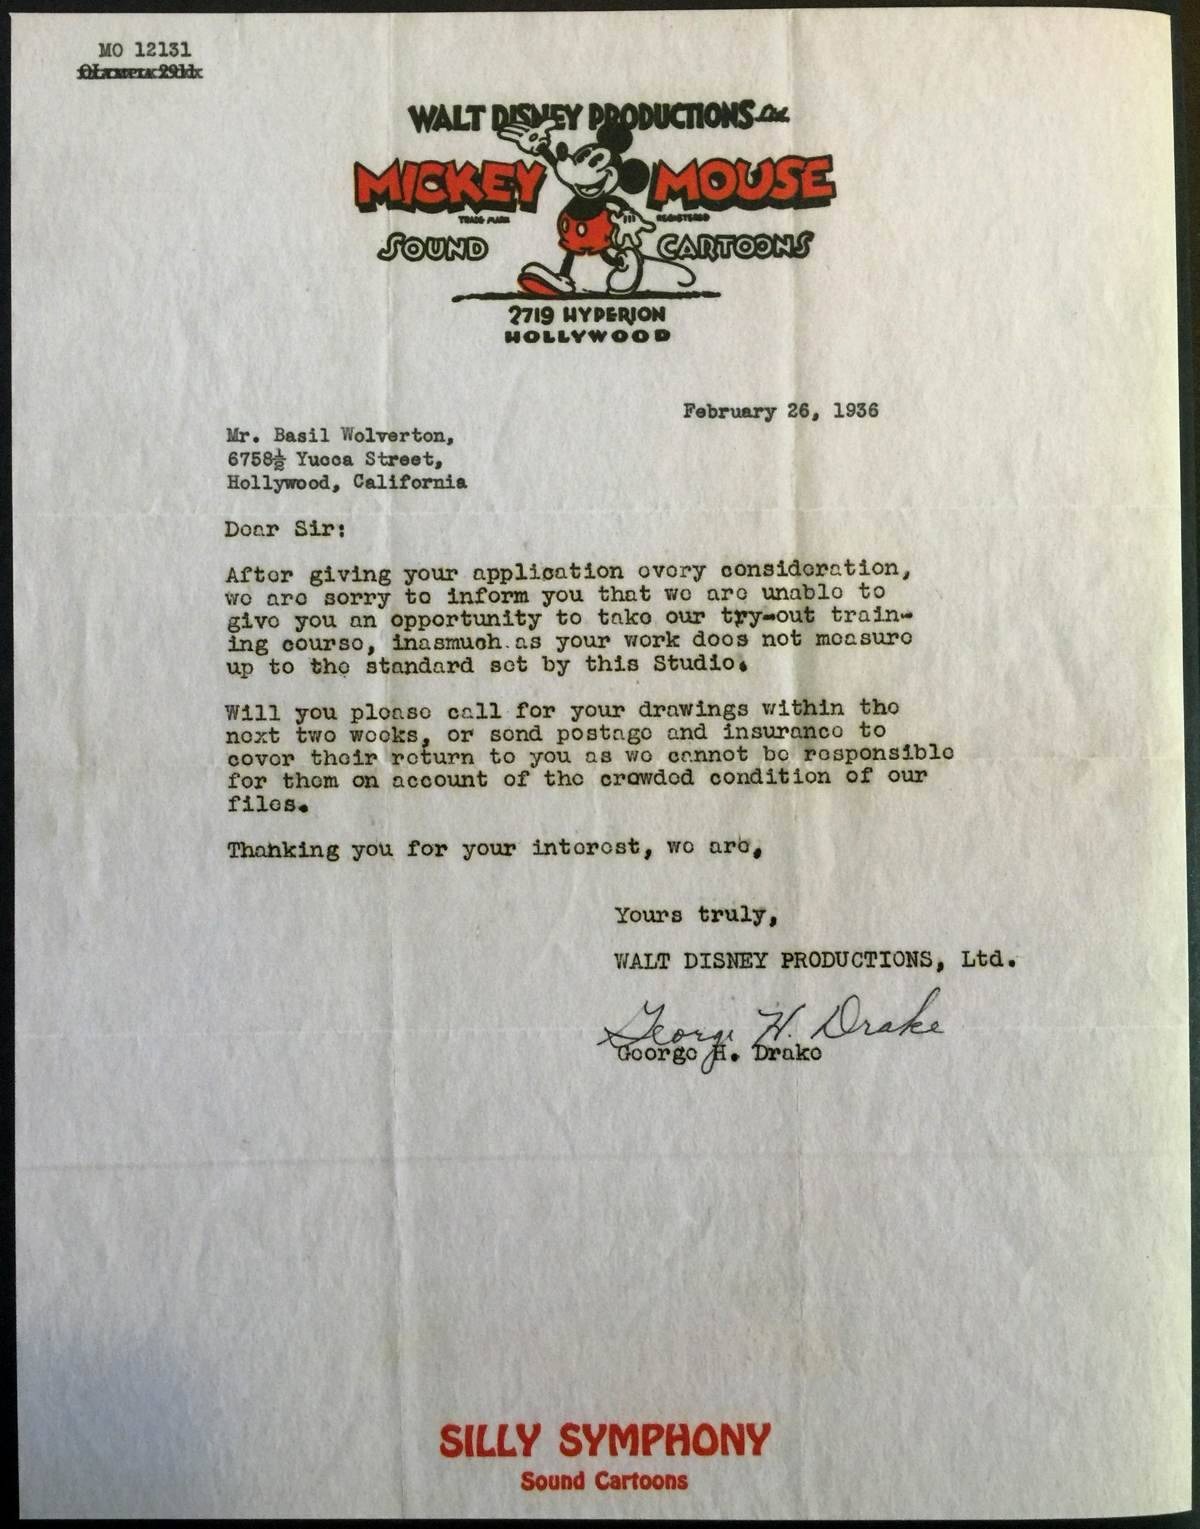 MO 12131
OLYMPIA 2911
WALT DISNEY PRODUCTIONS Ltd.
MICKEY MOUSE
TRADE MARK REGISTERED
SOUND CARTOONS
2719 HYPERION
HOLLYWOOD
February 26, 1936
Mr. Basil Wolverton,
6758½ Yucca Street,
Hollywood, California
Dear Sir:
After giving your application every consideration,
we are sorry to inform you that we are unable to
give you an opportunity to take our try-out train-
ing course, inasmuch as your work does not measure
up to the standard set by this Studio.
Will you please call for your drawings within the
next two weeks, or send postage and insurance to
cover their return to you as we cannot be responsible
for them on account of the crowded condition of our
files.
Thanking you for your interest, we are,
Yours truly,
WALT DISNEY PRODUCTIONS, Ltd.
George H. Drake
George H. Drake
SILLY SYMPHONY
Sound Cartoons